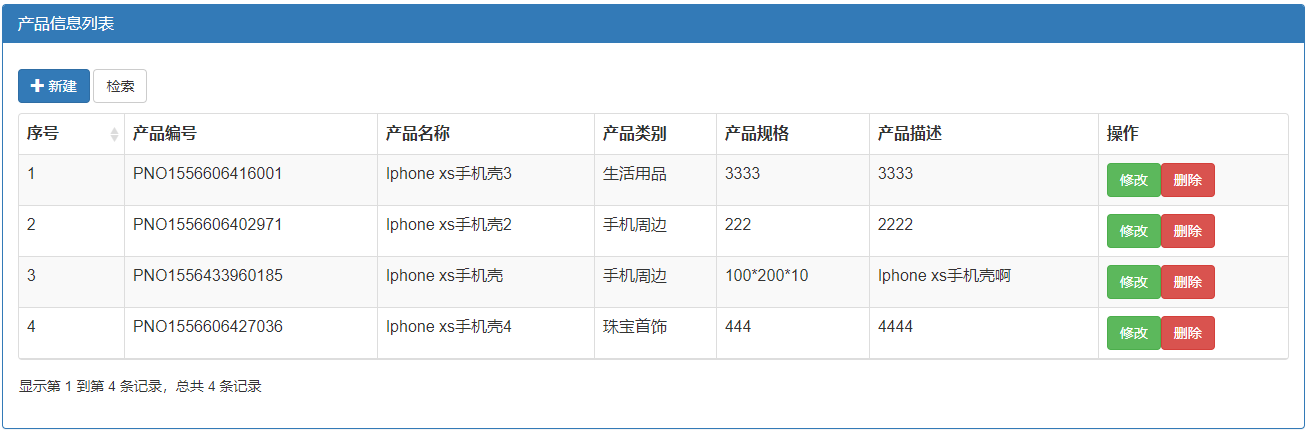 产品信息列表
新建 检索
序号 产品编号 产品名称 产品类别 产品规格 产品描述 操作
1 PNO1556606416001 Iphone xs手机壳3 生活用品 3333 3333 修改 删除
2 PNO1556606402971 Iphone xs手机壳2 手机周边 222 2222 修改 删除
3 PNO1556433960185 Iphone xs手机壳 手机周边 100*200*10 Iphone xs手机壳啊 修改 删除
4 PNO1556606427036 Iphone xs手机壳4 珠宝首饰 444 4444 修改 删除
显示第 1 到第 4 条记录，总共 4 条记录